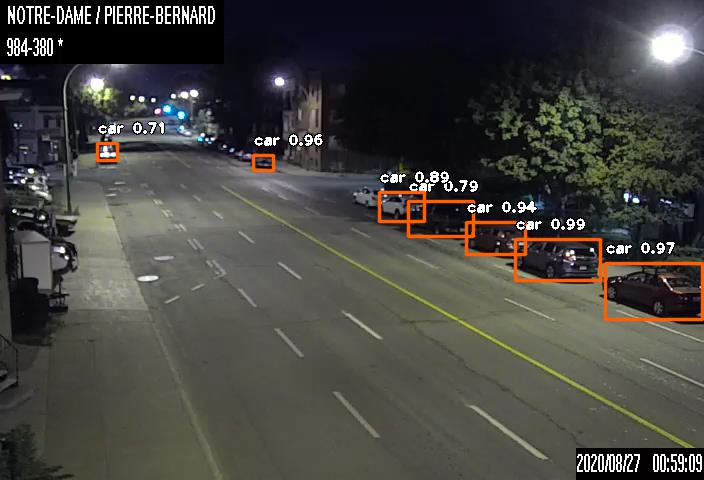 NOTRE-DAME / PIERRE-BERNARD
984-380 *
car 0.71
car 0.96
car 0.89
car 0.79
car 0.94
car 0.99
car 0.97
2020/08/27 00:59:09